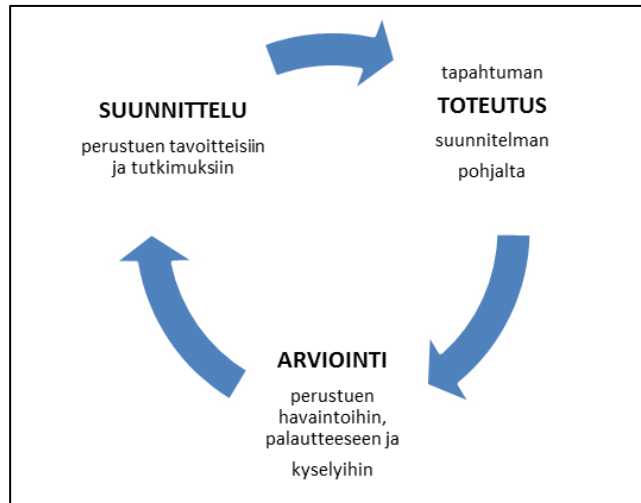 SUUNNITTELU
perustuen tavoitteisiin
ja tutkimuksiin
tapahtuman
TOTEUTUS
suunnitelman
pohjalta
ARVIOINTI
perustuen
havaintoihin,
palautteeseen ja
kyselyihin